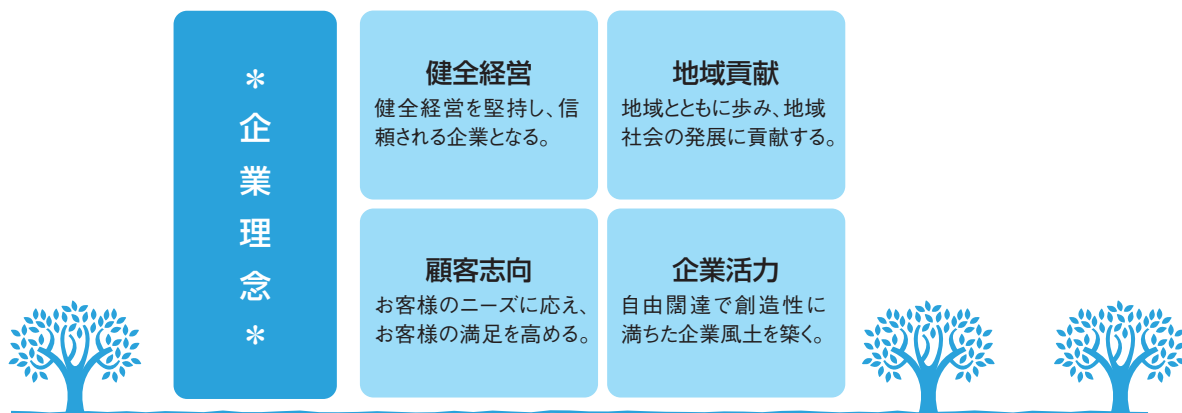 ＊企業理念＊
健全経営
健全経営を堅持し、信
頼される企業となる。
地域貢献
地域とともに歩み、地域
社会の発展に貢献する。
顧客志向
お客様のニーズに応え、
お客様の満足を高める。
企業活力
自由闊達で創造性に
満ちた企業風土を築く。